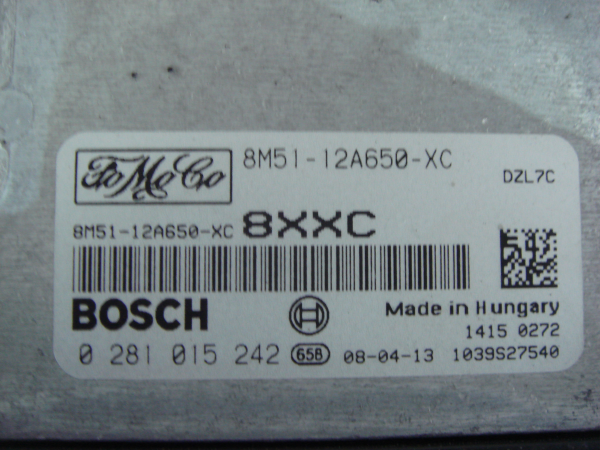 FoMoCo
8M51-12A650-XC
DZL7C
8M51-12A650-XC 8XXC
BOSCH
Made in Hungary
1415 0272
0 281 015 242 658 08-04-13 1039S27540